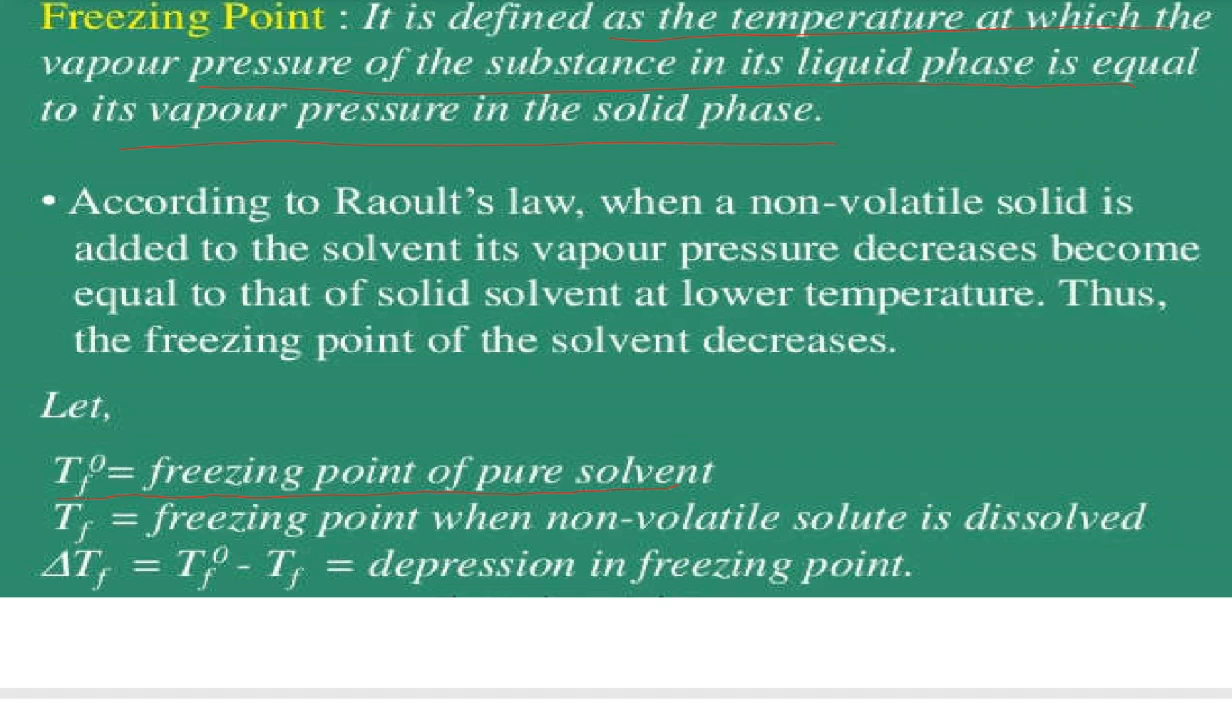 Freezing Point : It is defined as the temperature at which the
vapour pressure of the substance in its liquid phase is equal
to its vapour pressure in the solid phase.
• According to Raoult's law, when a non-volatile solid is
added to the solvent its vapour pressure decreases become
equal to that of solid solvent at lower temperature. Thus,
the freezing point of the solvent decreases.
Let,
T_f^0= freezing point of pure solvent
T_f = freezing point when non-volatile solute is dissolved
ΔT_f = T_f^0 - T_f = depression in freezing point.